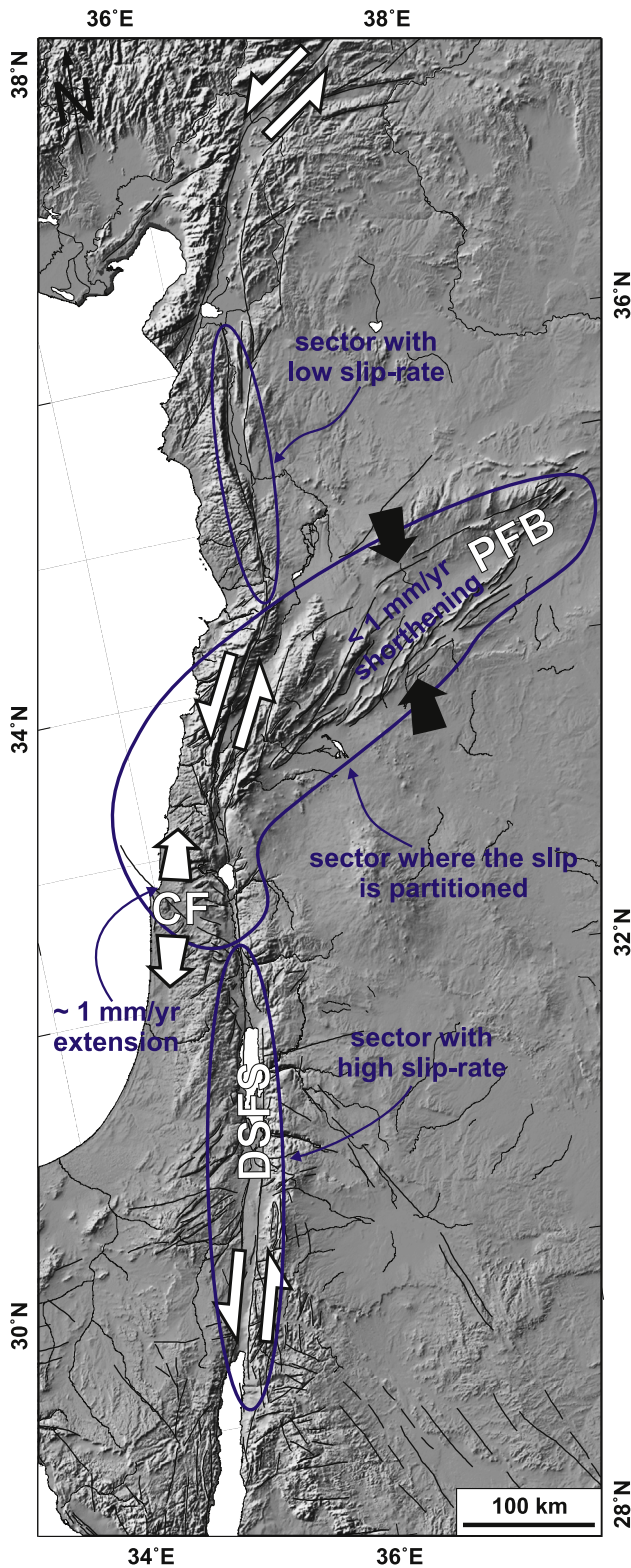 36˚E
38˚E
38˚N
N
36˚N
sector with
low slip-rate
PFB
< 1 mm/yr
shorthening
34˚N
sector where the slip
is partitioned
CF
32˚N
~ 1 mm/yr
extension
sector with
high slip-rate
DSFS
30˚N
28˚N
100 km
34˚E
36˚E